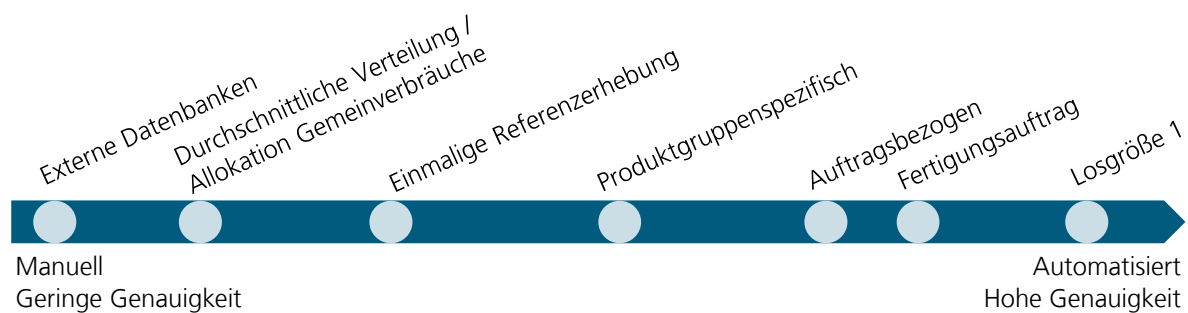 Externe Datenbanken
Durchschnittliche Verteilung /
Allokation Gemeinverbräuche
Einmalige Referenzerhebung
Produktgruppenspezifisch
Auftragsbezogen
Fertigungsauftrag
Losgröße 1
Manuell
Geringe Genauigkeit
Automatisiert
Hohe Genauigkeit